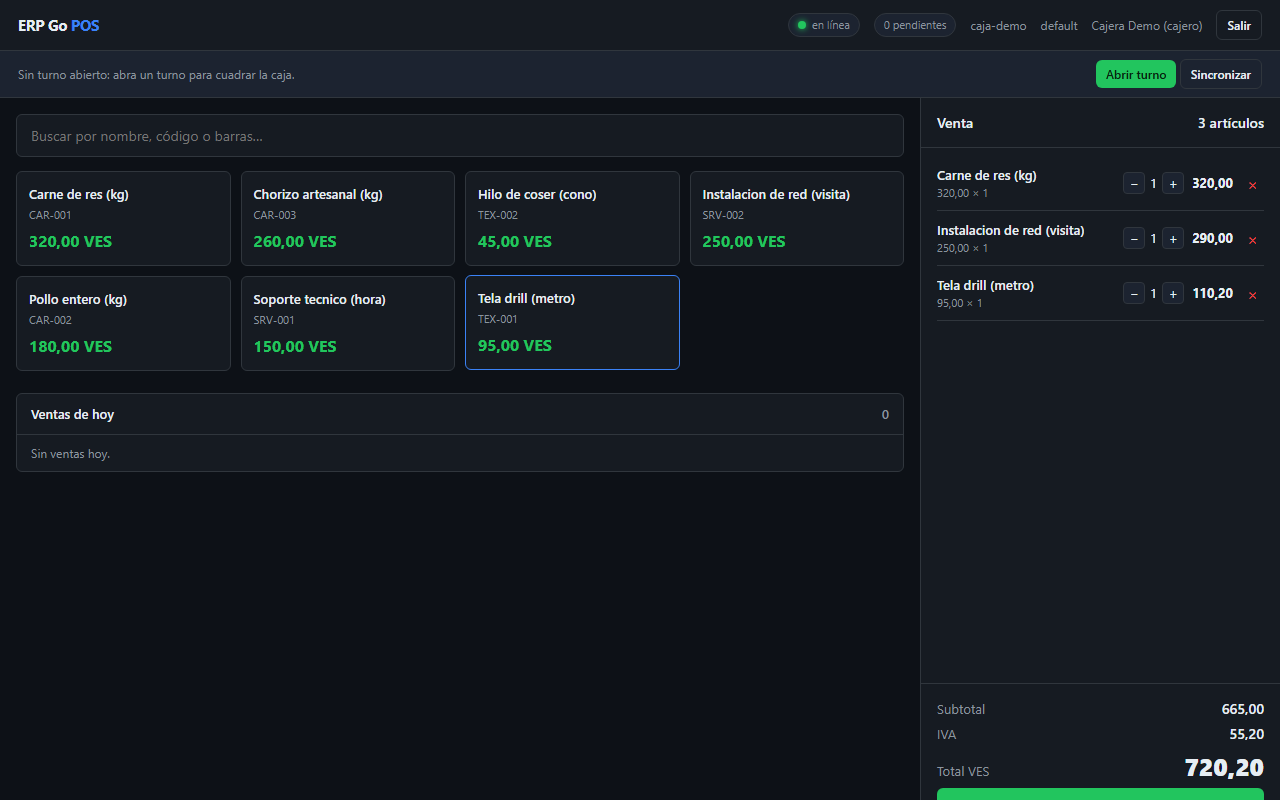 ERP Go POS
en línea
0 pendientes
caja-demo
default
Cajera Demo (cajero)
Salir
Sin turno abierto: abra un turno para cuadrar la caja.
Abrir turno
Sincronizar
Buscar por nombre, código o barras...
Carne de res (kg)
CAR-001
320,00 VES
Chorizo artesanal (kg)
CAR-003
260,00 VES
Hilo de coser (cono)
TEX-002
45,00 VES
Instalacion de red (visita)
SRV-002
250,00 VES
Pollo entero (kg)
CAR-002
180,00 VES
Soporte tecnico (hora)
SRV-001
150,00 VES
Tela drill (metro)
TEX-001
95,00 VES
Ventas de hoy
0
Sin ventas hoy.
Venta
3 artículos
Carne de res (kg)
320,00 × 1
− 1 + 320,00 ×
Instalacion de red (visita)
250,00 × 1
− 1 + 290,00 ×
Tela drill (metro)
95,00 × 1
− 1 + 110,20 ×
Subtotal 665,00
IVA 55,20
Total VES 720,20